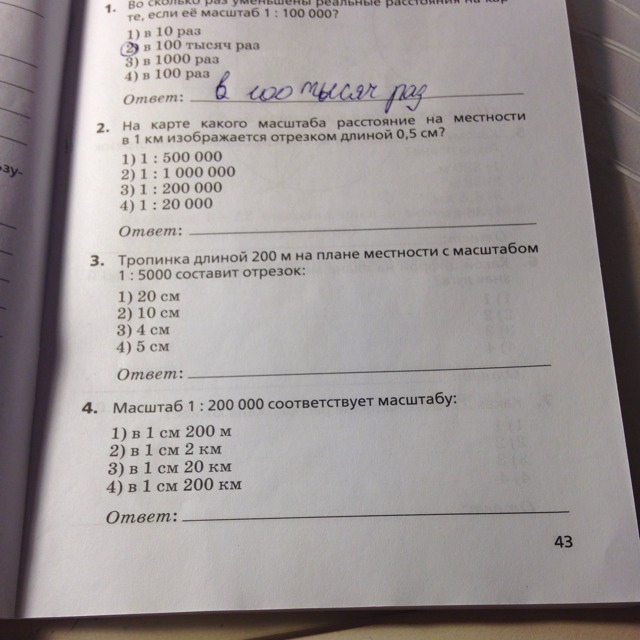 1. Во сколько раз уменьшены реальные расстояния на кар-
те, если её масштаб 1 : 100 000?
1) в 10 раз
2) в 100 тысяч раз
3) в 1000 раз
4) в 100 раз
Ответ: в 100 тысяч раз
2. На карте какого масштаба расстояние на местности
в 1 км изображается отрезком длиной 0,5 см?
1) 1 : 500 000
2) 1 : 1 000 000
3) 1 : 200 000
4) 1 : 20 000
Ответ:
3. Тропинка длиной 200 м на плане местности с масштабом
1 : 5000 составит отрезок:
1) 20 см
2) 10 см
3) 4 см
4) 5 см
Ответ:
4. Масштаб 1 : 200 000 соответствует масштабу:
1) в 1 см 200 м
2) в 1 см 2 км
3) в 1 см 20 км
4) в 1 см 200 км
Ответ:
43